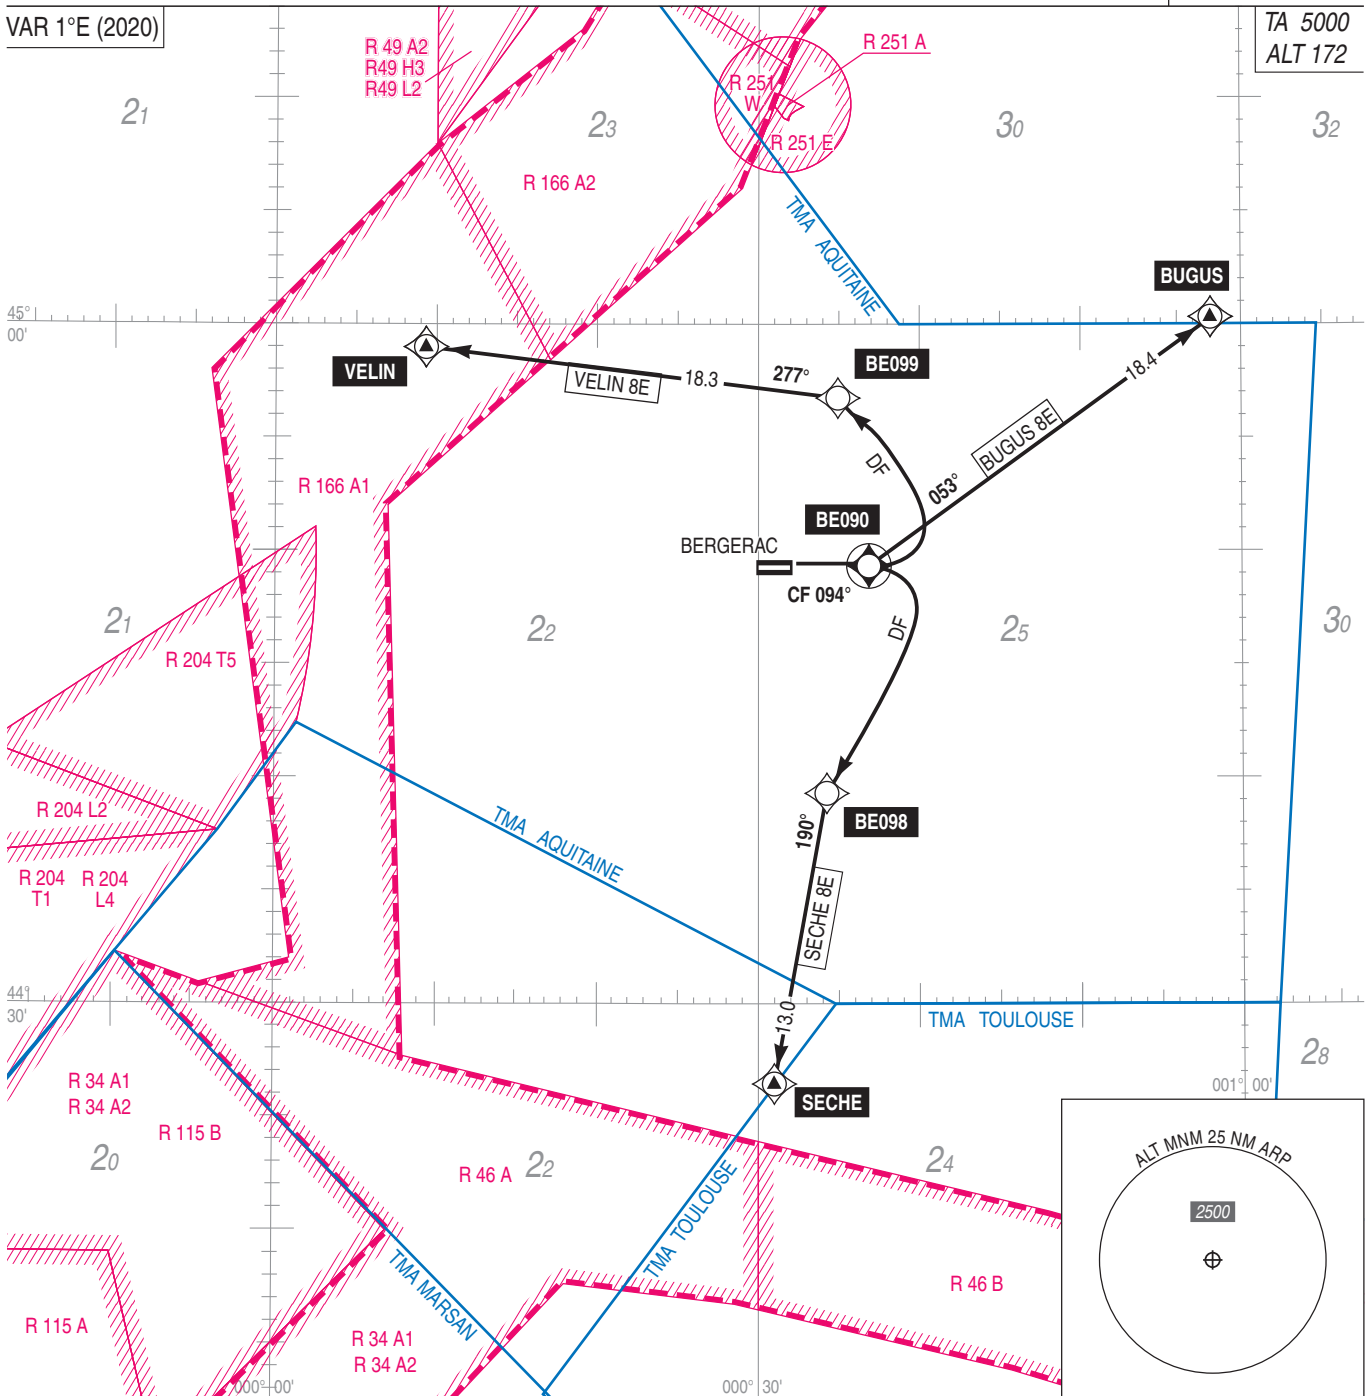 VAR 1°E (2020)
TA 5000
ALT 172
R 49 A2
R49 H3
R49 L2
R 251 A
R 251
W
R 251 E
21
23
30
32
R 166 A2
TMA AQUITAINE
BUGUS
45°
00'
VELIN
VELIN 8E
18.3
277°
BE099
18.4
BUGUS 8E
DF
053°
R 166 A1
BE090
BERGERAC
CF 094°
21
22
25
30
DF
R 204 T5
R 204 L2
TMA AQUITAINE
BE098
190°
R 204
T1
R 204
L4
SECHE 8E
44°
30'
13.0
TMA TOULOUSE
28
R 34 A1
R 34 A2
SECHE
001° 00'
R 115 B
20
R 46 A
22
24
TMA TOULOUSE
ALT MNM 25 NM ARP
2500
TMA MARSAN
R 46 B
R 115 A
R 34 A1
R 34 A2
000° 00'
000° 30'